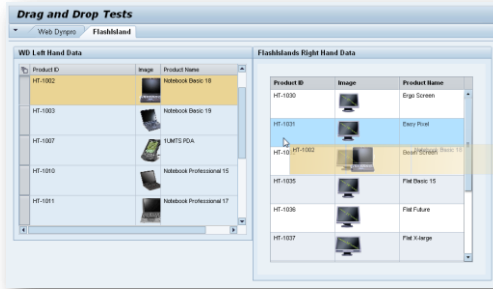 Drag and Drop Tests
Web Dynpro FlashIsland
WD Left Hand Data
Product ID Image Product Name
HT-1002 Notebook Basic 18
HT-1003 Notebook Basic 19
HT-1007 1UMTS PDA
HT-1010 Notebook Professional 15
HT-1011 Notebook Professional 17
FlashIslands Right Hand Data
Product ID Image Product Name
HT-1030 Ergo Screen
HT-1031 Easy Pixel
HT-1002 Notebook Basic 18
HT-1035 Flat Basic 15
HT-1036 Flat Future
HT-1037 Flat X-large